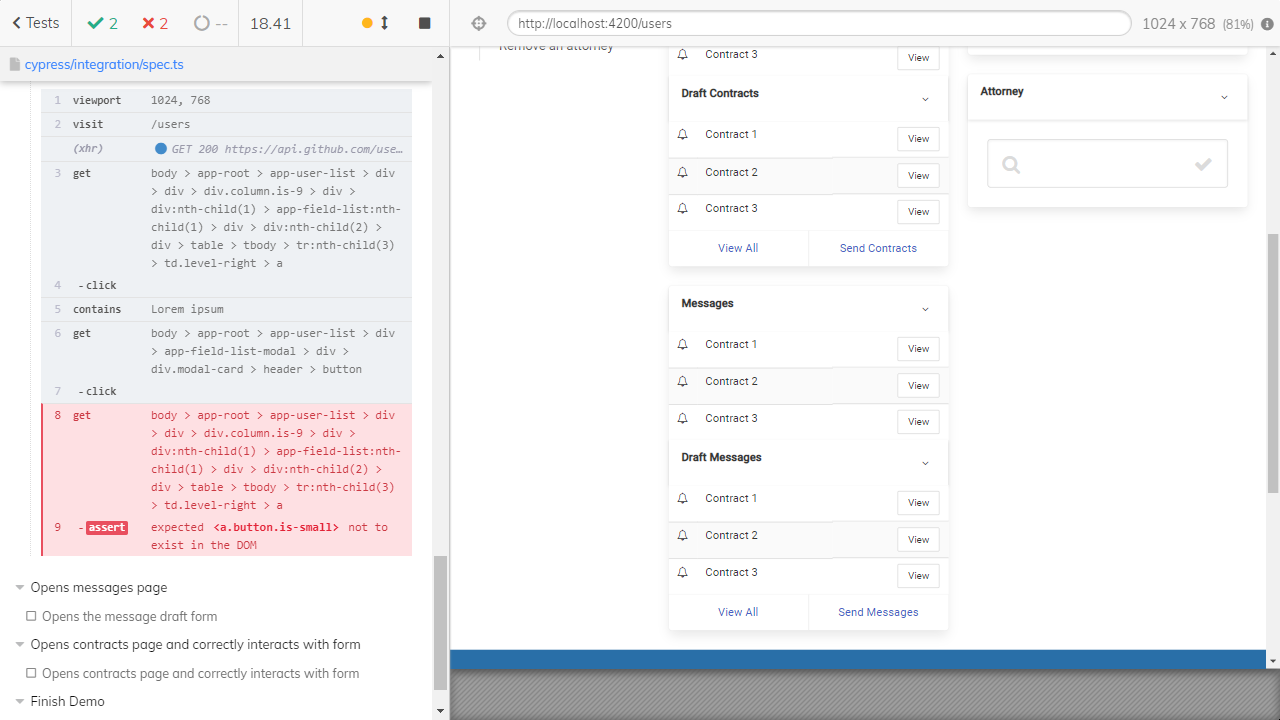 Tests
2
2
--
18.41
http://localhost:4200/users
1024 x 768 (81%)
cypress/integration/spec.ts
1 viewport 1024, 768
2 visit /users
(xhr) GET 200 https://api.github.com/use…
3 get body > app-root > app-user-list > div
> div > div.column.is-9 > div >
div:nth-child(1) > app-field-list:nth-
child(1) > div > div:nth-child(2) >
div > table > tbody > tr:nth-child(3)
> td.level-right > a
4 - click
5 contains Lorem ipsum
6 get body > app-root > app-user-list > div
> app-field-list-modal > div >
div.modal-card > header > button
7 - click
8 get body > app-root > app-user-list > div
> div > div.column.is-9 > div >
div:nth-child(1) > app-field-list:nth-
child(1) > div > div:nth-child(2) >
div > table > tbody > tr:nth-child(3)
> td.level-right > a
9 - assert expected <a.button.is-small> not to
exist in the DOM
Opens messages page
Opens the message draft form
Opens contracts page and correctly interacts with form
Opens contracts page and correctly interacts with form
Finish Demo
Remove an attorney
Contract 3 View
Draft Contracts
Contract 1 View
Contract 2 View
Contract 3 View
View All Send Contracts
Messages
Contract 1 View
Contract 2 View
Contract 3 View
Draft Messages
Contract 1 View
Contract 2 View
Contract 3 View
View All Send Messages
Attorney